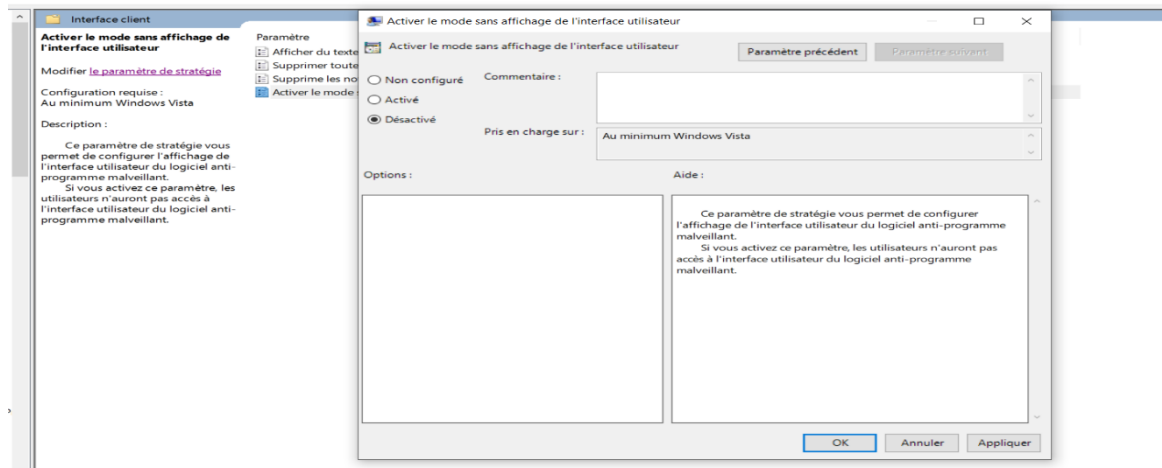 Interface client
Activer le mode sans affichage de
l'interface utilisateur
Modifier le paramètre de stratégie
Configuration requise :
Au minimum Windows Vista
Description :
Ce paramètre de stratégie vous
permet de configurer l'affichage de
l'interface utilisateur du logiciel anti-
programme malveillant.
Si vous activez ce paramètre, les
utilisateurs n'auront pas accès à
l'interface utilisateur du logiciel anti-
programme malveillant.
Paramètre
Afficher du texte
Supprimer toute
Supprime les no
Activer le mode
Activer le mode sans affichage de l'interface utilisateur
Activer le mode sans affichage de l'interface utilisateur
Paramètre précédent
Paramètre suivant
Non configuré
Activé
Désactivé
Commentaire :
Pris en charge sur :
Au minimum Windows Vista
Options :
Aide :
Ce paramètre de stratégie vous permet de configurer
l'affichage de l'interface utilisateur du logiciel anti-programme
malveillant.
Si vous activez ce paramètre, les utilisateurs n'auront pas
accès à l'interface utilisateur du logiciel anti-programme
malveillant.
OK
Annuler
Appliquer